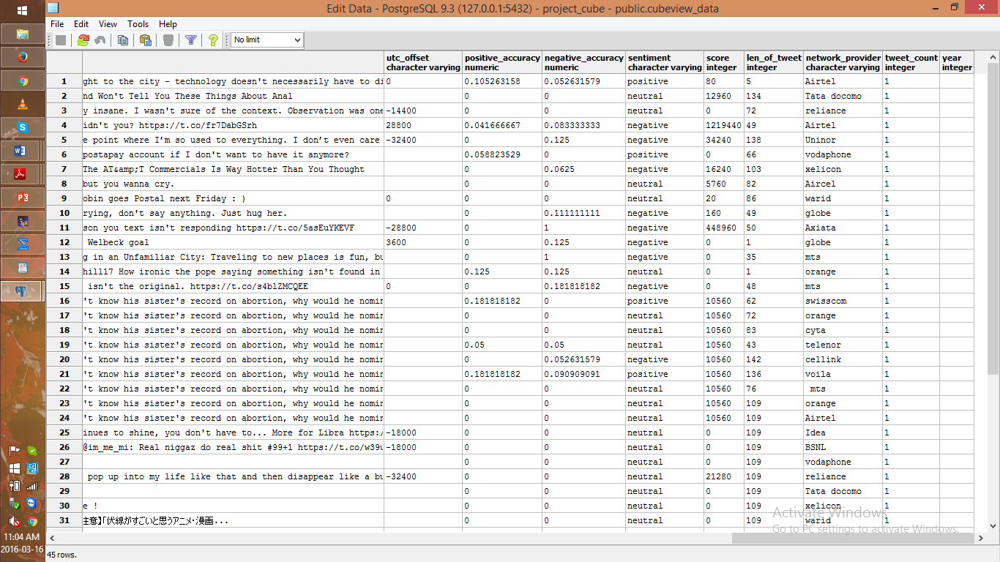 Edit Data - PostgreSQL 9.3 (127.0.0.1:5432) - project_cube - public.cubeview_data
File Edit View Tools Help
No limit
utc_offset positive_accuracy negative_accuracy sentiment score len_of_tweet network_provider tweet_count year
character varying numeric numeric character varying integer integer character varying integer integer
1 ght to the city - technology doesn't necessarily have to di 0 0.105263158 0.052631579 positive 80 5 Airtel 1
2 nd Won't Tell You These Things About Anal 0 0 neutral 12960 134 Tata docomo 1
3 y insane. I wasn't sure of the context. Observation was one -14400 0 0 neutral 0 72 reliance 1
4 idn't you? https://t.co/fr7DabGSrh 28800 0.041666667 0.083333333 negative 1219440 49 Airtel 1
5 e point where I’m so used to everything. I don’t even care -32400 0 0.125 negative 34240 138 Uninor 1
6 postapay account if I don't want to have it anymore? 0.058823529 0 positive 0 66 vodaphone 1
7 The AT&amp;T Commercials Is Way Hotter Than You Thought 0 0.0625 negative 16240 103 xelicon 1
8 but you wanna cry. 0 0 neutral 5760 82 Aircel 1
9 obin goes Postal next Friday : ) 0 0 0 neutral 20 86 warid 1
10 rying, don't say anything. Just hug her. 0 0.111111111 negative 160 49 globe 1
11 son you text isn't responding https://t.co/5asEuYKEVF -28800 0 1 negative 448960 50 Axiata 1
12 Welbeck goal 3600 0 0.125 negative 0 1 globe 1
13 g in an Unfamiliar City: Traveling to new places is fun, bu 0 1 negative 0 35 mts 1
14 hill17 How ironic the pope saying something isn't found in 0.125 0.125 neutral 0 1 orange 1
15 isn't the original. https://t.co/s4blZMCQEE 0 0 0.181818182 negative 0 48 mts 1
16 't know his sister's record on abortion, why would he nomin 0.181818182 0 positive 10560 62 swisscom 1
17 't know his sister's record on abortion, why would he nomin 0 0 neutral 10560 72 orange 1
18 't know his sister's record on abortion, why would he nomin 0 0 neutral 10560 83 cyta 1
19 't know his sister's record on abortion, why would he nomin 0.05 0.05 neutral 10560 43 telenor 1
20 't know his sister's record on abortion, why would he nomin 0 0.052631579 negative 10560 142 cellink 1
21 't know his sister's record on abortion, why would he nomin 0.181818182 0.090909091 positive 10560 136 voila 1
22 't know his sister's record on abortion, why would he nomin 0 0 neutral 10560 76 mts 1
23 't know his sister's record on abortion, why would he nomin 0 0 neutral 10560 109 orange 1
24 't know his sister's record on abortion, why would he nomin 0 0 neutral 10560 109 Airtel 1
25 inues to shine, you don't have to... More for Libra https:/ -18000 0 0 neutral 0 109 Idea 1
26 @im_me_mi: Real niggaz do real shit #99+1 https://t.co/w39u -18000 0 0 neutral 0 109 BSNL 1
27 0 0 neutral 0 109 vodaphone 1
28 pop up into my life like that and then disappear like a bu -32400 0 0 neutral 21280 109 reliance 1
29 0 0 neutral 0 109 Tata docomo 1
30 e ! 0 0 neutral 0 109 xelicon 1
31 主意】「伏線がすごいと思うアニメ・漫画... 0 0 neutral 0 109 warid 1
Activate Windows
Go to PC settings to activate Windows.
45 rows.
11:04 AM
2016-03-16